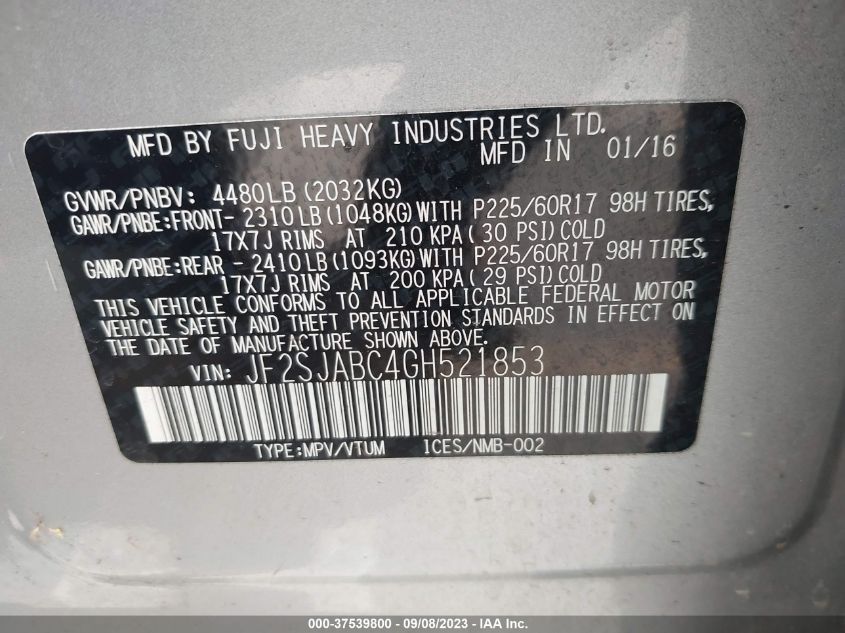 MFD BY FUJI HEAVY INDUSTRIES LTD.
MFD IN 01/16
GVWR/PNBV: 4480LB (2032KG)
GAWR/PNBE:FRONT- 2310LB (1048KG) WITH P225/60R17 98H TIRES,
17X7J RIMS AT 210 KPA (30 PSI) COLD
GAWR/PNBE:REAR - 2410LB (1093KG) WITH P225/60R17 98H TIRES,
17X7J RIMS AT 200 KPA (29 PSI) COLD
THIS VEHICLE CONFORMS TO ALL APPLICABLE FEDERAL MOTOR
VEHICLE SAFETY AND THEFT PREVENTION STANDARDS IN EFFECT ON
THE DATE OF MANUFACTURE SHOWN ABOVE.
VIN: JF2SJABC4GH521853
TYPE:MPV/VTUM ICES/NMB-002
000-37539800 - 09/08/2023 - IAA Inc.